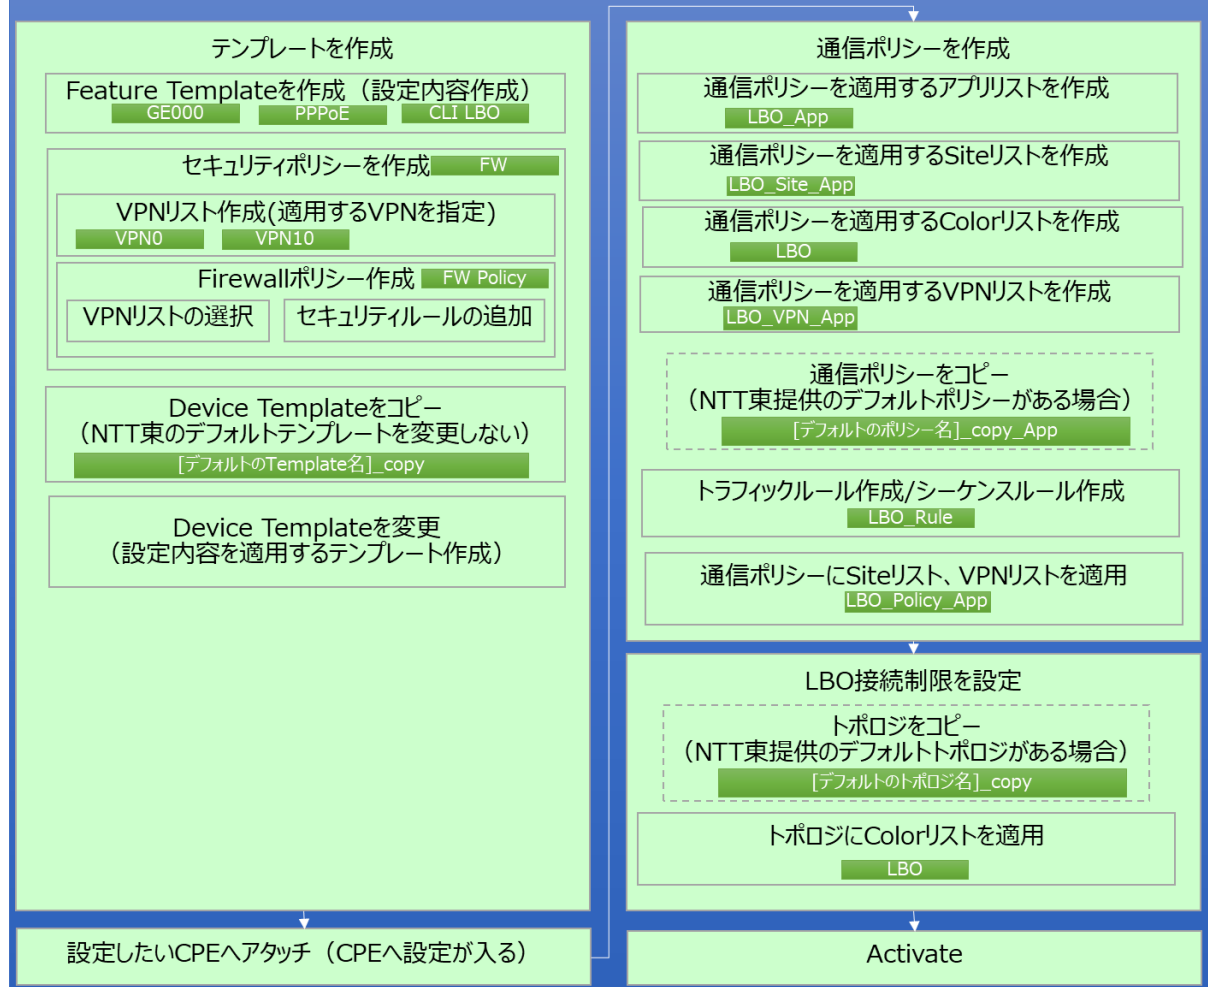 テンプレートを作成
Feature Templateを作成（設定内容作成）
GE000 PPPoE CLI LBO
セキュリティポリシーを作成 FW
VPNリスト作成(適用するVPNを指定)
VPN0 VPN10
Firewallポリシー作成 FW Policy
VPNリストの選択 セキュリティルールの追加
Device Templateをコピー
（NTT東のデフォルトテンプレートを変更しない）
[デフォルトのTemplate名]_copy
Device Templateを変更
（設定内容を適用するテンプレート作成）
設定したいCPEへアタッチ（CPEへ設定が入る）
通信ポリシーを作成
通信ポリシーを適用するアプリリストを作成
LBO_App
通信ポリシーを適用するSiteリストを作成
LBO_Site_App
通信ポリシーを適用するColorリストを作成
LBO
通信ポリシーを適用するVPNリストを作成
LBO_VPN_App
通信ポリシーをコピー
（NTT東提供のデフォルトポリシーがある場合）
[デフォルトのポリシー名]_copy_App
トラフィックルール作成/シーケンスルール作成
LBO_Rule
通信ポリシーにSiteリスト、VPNリストを適用
LBO_Policy_App
LBO接続制限を設定
トポロジをコピー
（NTT東提供のデフォルトトポロジがある場合）
[デフォルトのトポロジ名]_copy
トポロジにColorリストを適用
LBO
Activate